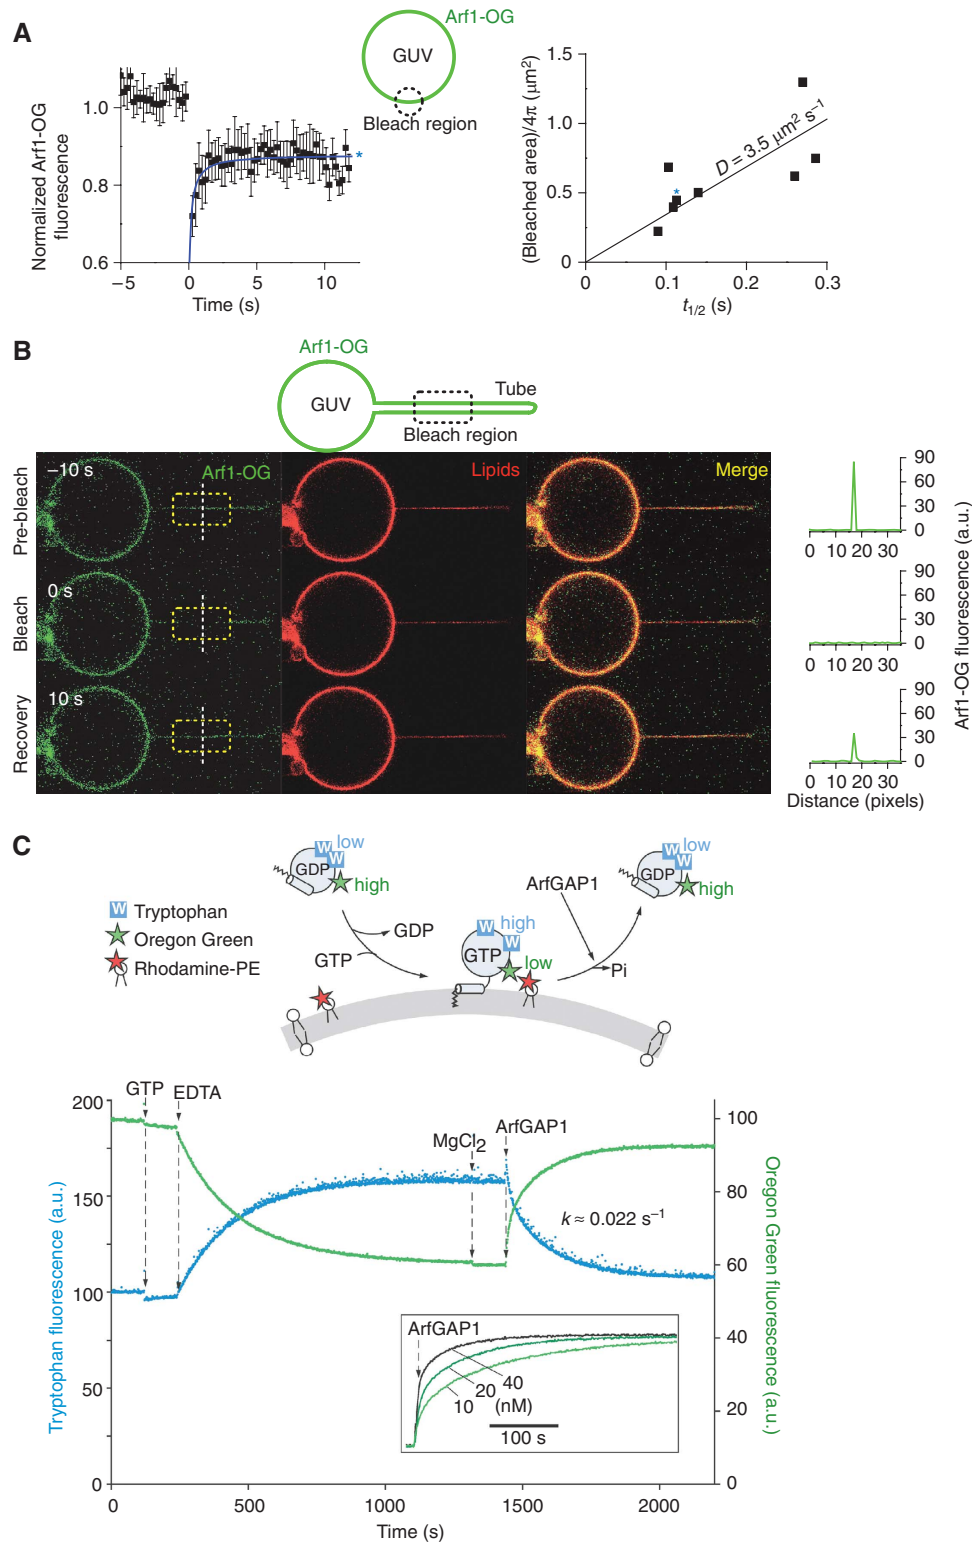 A
Arf1-OG
GUV
Bleach region
Normalized Arf1-OG
fluorescence
1.0
0.8
0.6
*
−5
0
5
10
Time (s)
(Bleached area)/4π (μm²)
1.5
1.0
0.5
0
D = 3.5 μm² s⁻¹
*
0
0.1
0.2
0.3
t1/2 (s)
B
Arf1-OG
GUV
Tube
Bleach region
−10 s
Arf1-OG
Lipids
Merge
Pre-bleach
0 s
Bleach
10 s
Recovery
90
60
30
0
0 10 20 30
90
60
30
0
0 10 20 30
90
60
30
0
0 10 20 30
Distance (pixels)
Arf1-OG fluorescence (a.u.)
C
W low
W
GDP
high
W Tryptophan
Oregon Green
Rhodamine-PE
GDP
GTP
W high
W
GTP
low
ArfGAP1
Pi
W low
W
GDP
high
GTP
EDTA
MgCl2
ArfGAP1
k ≈ 0.022 s⁻¹
Tryptophan fluorescence (a.u.)
200
150
100
50
0
Oregon Green fluorescence (a.u.)
100
80
60
40
20
0
ArfGAP1
40
20
(nM)
10
100 s
0
500
1000
1500
2000
Time (s)